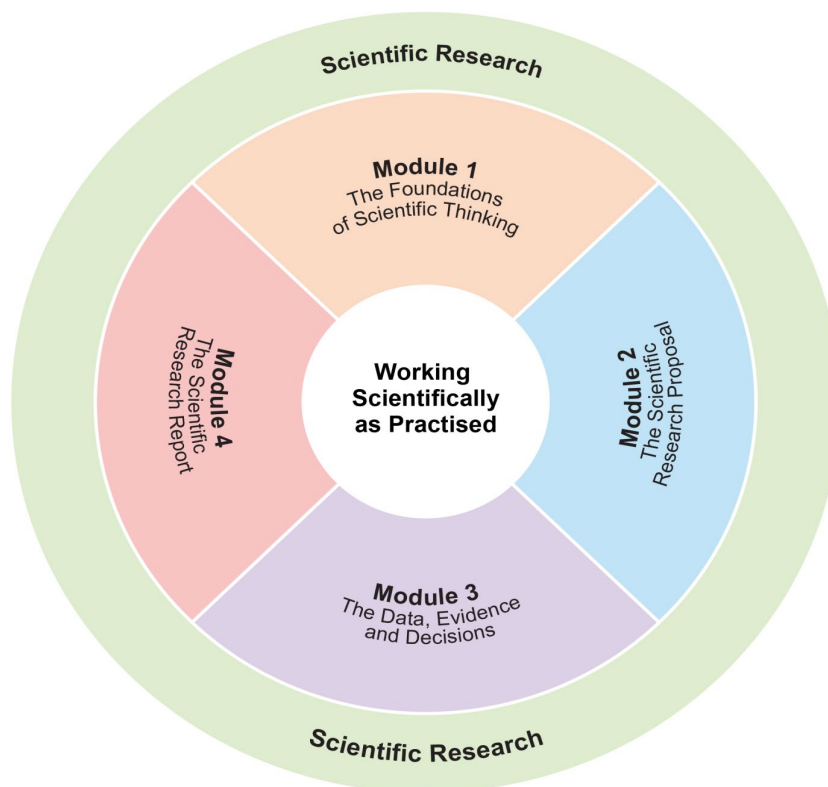 Scientific Research
Module 1
The Foundations
of Scientific Thinking
Module 2
The Scientific
Research Proposal
Working
Scientifically
as Practised
Module 4
The Scientific
Research Report
Module 3
The Data, Evidence
and Decisions
Scientific Research